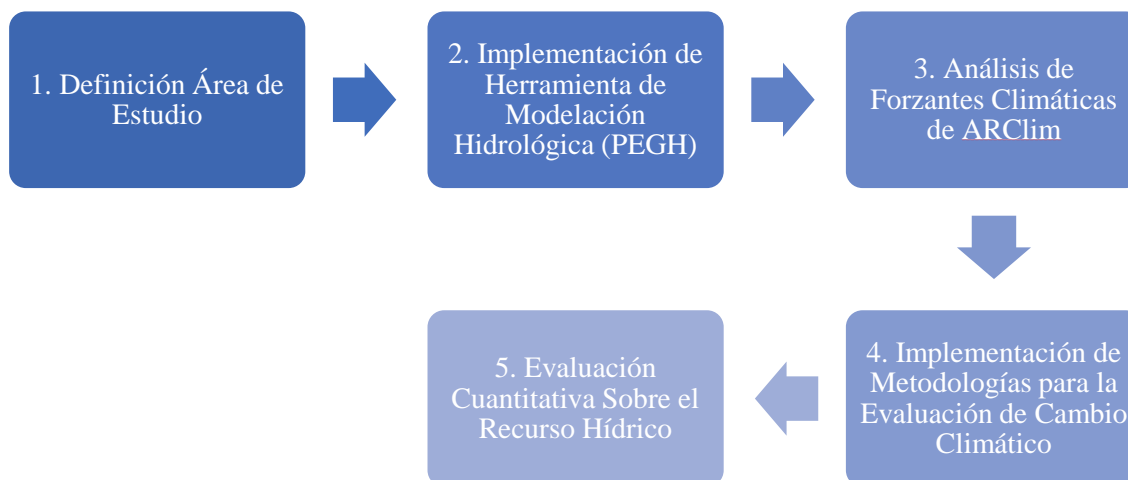 1. Definición Área de
Estudio
2. Implementación de
Herramienta de
Modelación
Hidrológica (PEGH)
3. Análisis de
Forzantes Climáticas
de ARClim
4. Implementación de
Metodologías para la
Evaluación de Cambio
Climático
5. Evaluación
Cuantitativa Sobre el
Recurso Hídrico